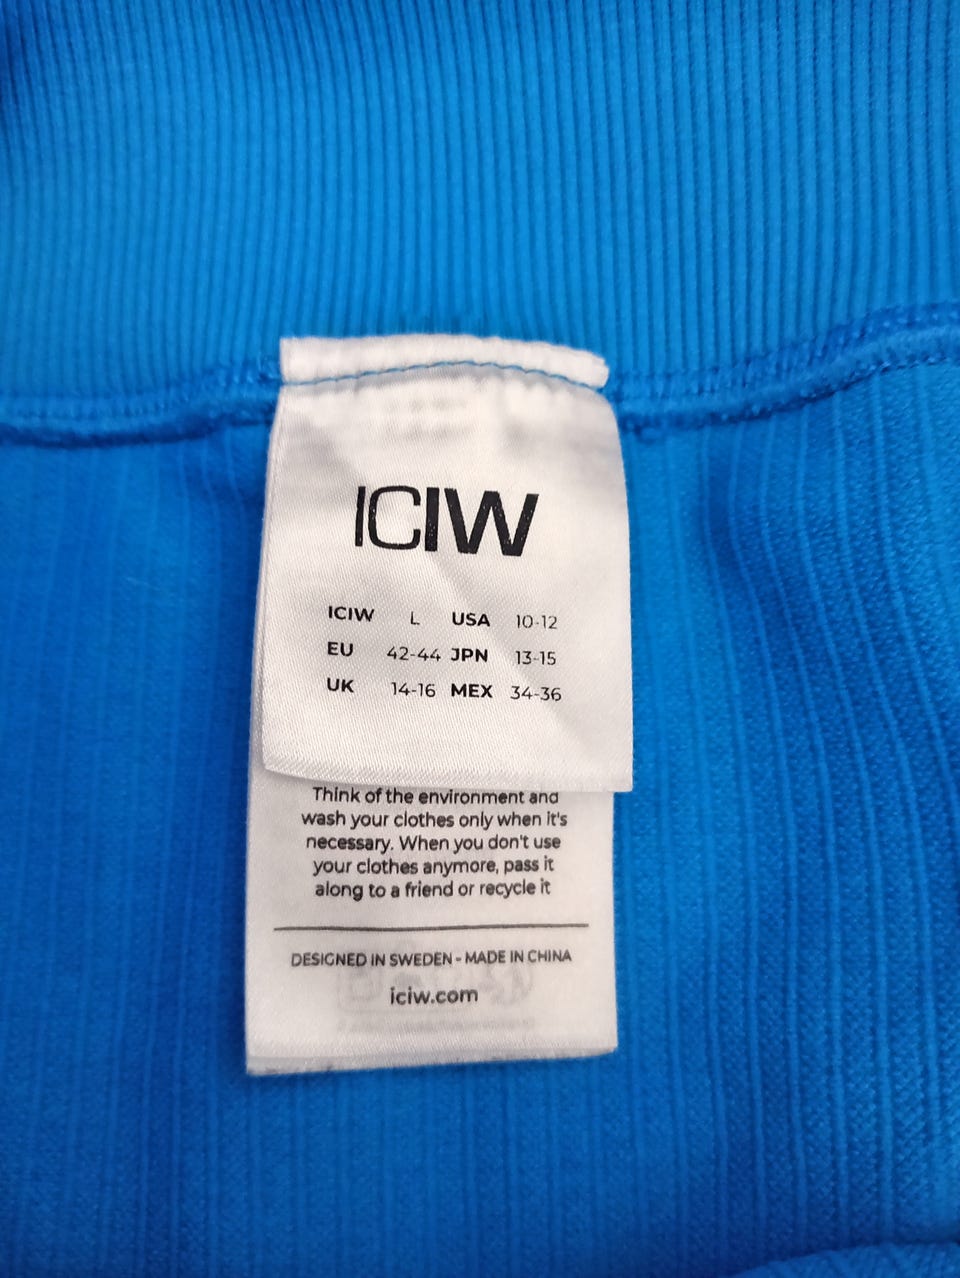 ICIW
ICIW L USA 10-12
EU 42-44 JPN 13-15
UK 14-16 MEX 34-36
Think of the environment and
wash your clothes only when it's
necessary. When you don't use
your clothes anymore, pass it
along to a friend or recycle it
DESIGNED IN SWEDEN - MADE IN CHINA
iciw.com